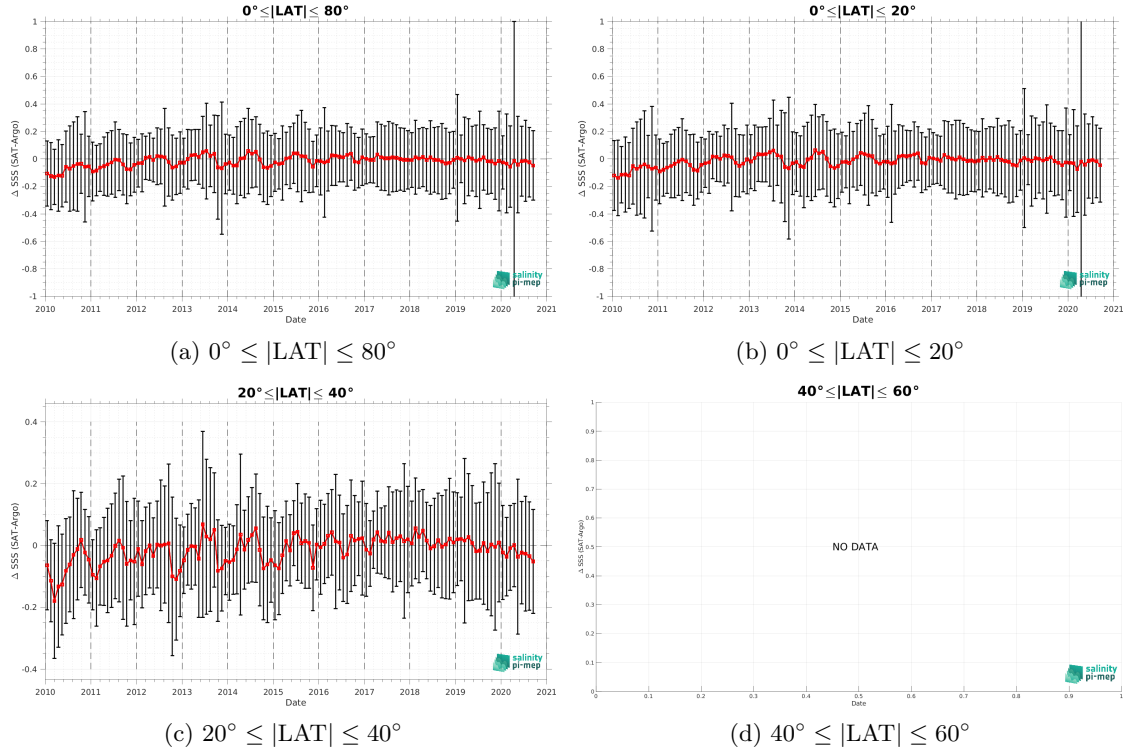 0°≤|LAT|≤ 80°
1
0.8
0.6
0.4
0.2
0
-0.2
-0.4
-0.6
-0.8
-1
Δ SSS (SAT-Argo)
2010 2011 2012 2013 2014 2015 2016 2017 2018 2019 2020 2021
Date
salinity
pi-mep
(a) 0° ≤ |LAT| ≤ 80°
0°≤|LAT|≤ 20°
1
0.8
0.6
0.4
0.2
0
-0.2
-0.4
-0.6
-0.8
-1
Δ SSS (SAT-Argo)
2010 2011 2012 2013 2014 2015 2016 2017 2018 2019 2020 2021
Date
salinity
pi-mep
(b) 0° ≤ |LAT| ≤ 20°
20°≤|LAT|≤ 40°
0.4
0.2
0
-0.2
-0.4
Δ SSS (SAT-Argo)
2010 2011 2012 2013 2014 2015 2016 2017 2018 2019 2020 2021
Date
salinity
pi-mep
(c) 20° ≤ |LAT| ≤ 40°
40°≤|LAT|≤ 60°
1
0.9
0.8
0.7
0.6
0.5
0.4
0.3
0.2
0.1
0
Δ SSS (SAT-Argo)
NO DATA
0 0.1 0.2 0.3 0.4 0.5 0.6 0.7 0.8 0.9 1
Date
salinity
pi-mep
(d) 40° ≤ |LAT| ≤ 60°